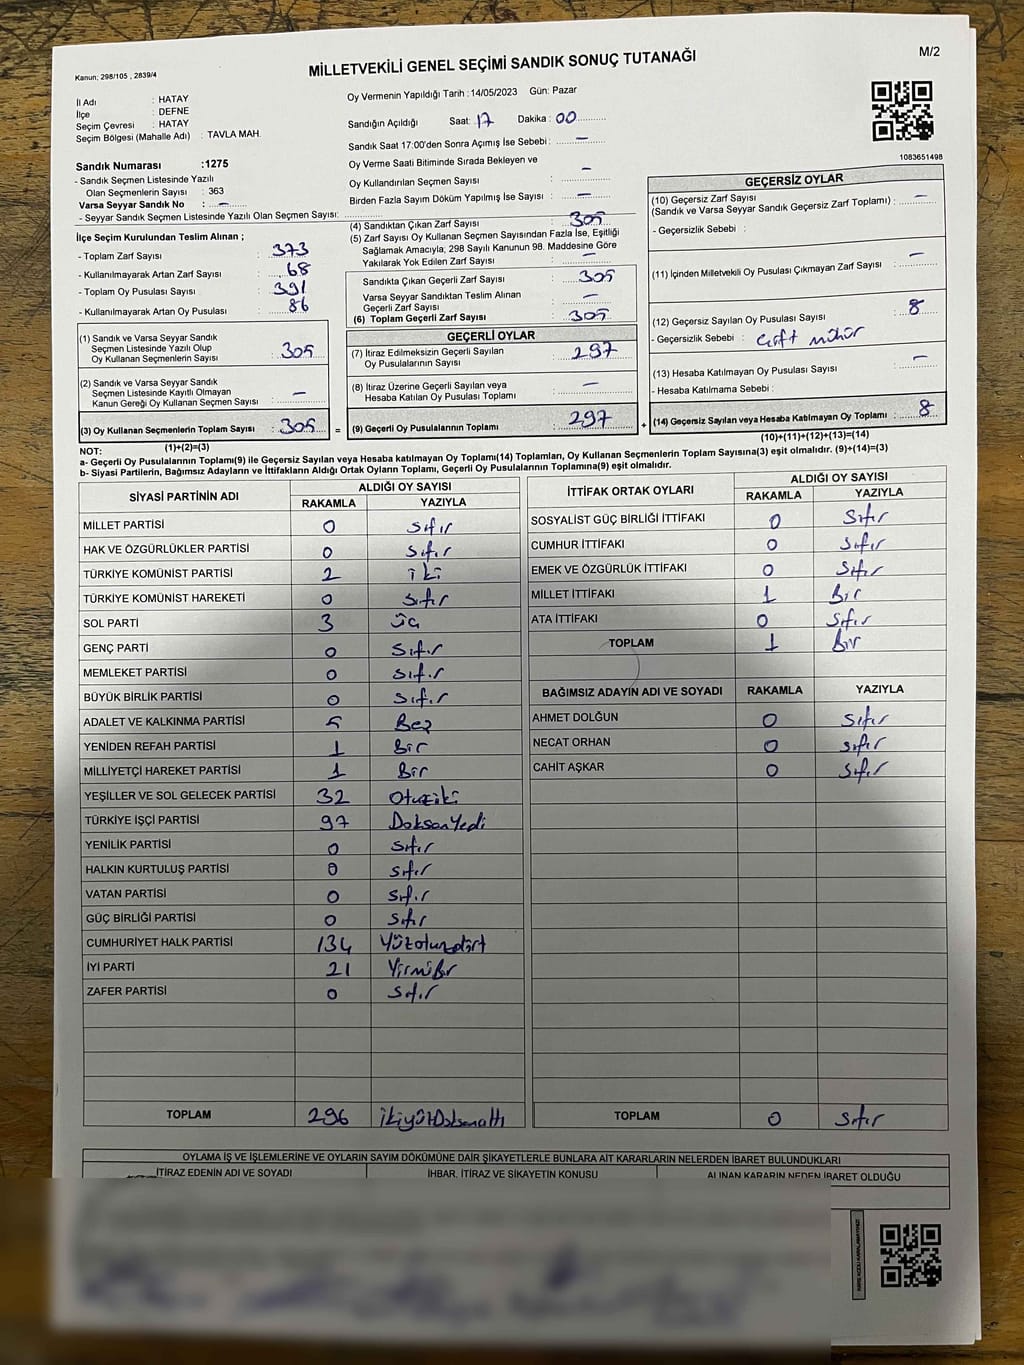 Kanun; 298/105 , 2839/4
MİLLETVEKİLİ GENEL SEÇİMİ SANDIK SONUÇ TUTANAĞI
M/2
İl Adı : HATAY
İlçe : DEFNE
Seçim Çevresi : HATAY
Seçim Bölgesi (Mahalle Adı) : TAVLA MAH.
Sandık Numarası :1275
- Sandık Seçmen Listesinde Yazılı
Olan Seçmenlerin Sayısı : 363
Varsa Seyyar Sandık No : –
- Seyyar Sandık Seçmen Listesinde Yazılı Olan Seçmen Sayısı:
Oy Vermenin Yapıldığı Tarih : 14/05/2023 Gün: Pazar
Sandığın Açıldığı Saat: 17 Dakika : 00
Sandık Saat 17:00'den Sonra Açımış İse Sebebi : –
Oy Verme Saati Bitiminde Sırada Bekleyen ve
Oy Kullandırılan Seçmen Sayısı : –
Birden Fazla Sayım Döküm Yapılmış İse Sayısı : –
1083651498
İlçe Seçim Kurulundan Teslim Alınan ;
- Toplam Zarf Sayısı : 373
- Kullanılmayarak Artan Zarf Sayısı : 68
- Toplam Oy Pusulası Sayısı : 391
- Kullanılmayarak Artan Oy Pusulası : 86
(4) Sandıktan Çıkan Zarf Sayısı : 305
(5) Zarf Sayısı Oy Kullanan Seçmen Sayısından Fazla İse, Eşitliği
Sağlamak Amacıyla; 298 Sayılı Kanunun 98. Maddesine Göre
Yakılarak Yok Edilen Zarf Sayısı : –
Sandıkta Çıkan Geçerli Zarf Sayısı : 305
Varsa Seyyar Sandıktan Teslim Alınan
Geçerli Zarf Sayısı : –
(6) Toplam Geçerli Zarf Sayısı : 305
GEÇERSİZ OYLAR
(10) Geçersiz Zarf Sayısı
(Sandık ve Varsa Seyyar Sandık Geçersiz Zarf Toplamı) : –
- Geçersizlik Sebebi :
(11) İçinden Milletvekili Oy Pusulası Çıkmayan Zarf Sayısı : –
(12) Geçersiz Sayılan Oy Pusulası Sayısı : 8
- Geçersizlik Sebebi : Çift mühür
(13) Hesaba Katılmayan Oy Pusulası Sayısı : –
- Hesaba Katılmama Sebebi :
(14) Geçersiz Sayılan veya Hesaba Katılmayan Oy Toplamı : 8
(10)+(11)+(12)+(13)=(14)
(1) Sandık ve Varsa Seyyar Sandık
Seçmen Listesinde Yazılı Olup
Oy Kullanan Seçmenlerin Sayısı : 305
(2) Sandık ve Varsa Seyyar Sandık
Seçmen Listesinde Kayıtlı Olmayan
Kanun Gereği Oy Kullanan Seçmen Sayısı : –
(3) Oy Kullanan Seçmenlerin Toplam Sayısı : 305 =
(1)+(2)=(3)
GEÇERLİ OYLAR
(7) İtiraz Edilmeksizin Geçerli Sayılan
Oy Pusulalarının Sayısı : 297
(8) İtiraz Üzerine Geçerli Sayılan veya
Hesaba Katılan Oy Pusulası Toplamı : –
(9) Geçerli Oy Pusulalarının Toplamı : 297 +
NOT:
a- Geçerli Oy Pusulalarının Toplamı(9) ile Geçersiz Sayılan veya Hesaba katılmayan Oy Toplamı(14) Toplamları, Oy Kullanan Seçmenlerin Toplam Sayısına(3) eşit olmalıdır. (9)+(14)=(3)
b- Siyasi Partilerin, Bağımsız Adayların ve İttifakların Aldığı Ortak Oyların Toplamı, Geçerli Oy Pusulalarının Toplamına(9) eşit olmalıdır.
SİYASİ PARTİNİN ADI ALDIĞI OY SAYISI
RAKAMLA YAZIYLA
MİLLET PARTİSİ 0 Sıfır
HAK VE ÖZGÜRLÜKLER PARTİSİ 0 Sıfır
TÜRKİYE KOMÜNİST PARTİSİ 2 iki
TÜRKİYE KOMÜNİST HAREKETİ 0 Sıfır
SOL PARTİ 3 üç
GENÇ PARTİ 0 Sıfır
MEMLEKET PARTİSİ 0 Sıfır
BÜYÜK BİRLİK PARTİSİ 0 Sıfır
ADALET VE KALKINMA PARTİSİ 5 Beş
YENİDEN REFAH PARTİSİ 1 Bir
MİLLİYETÇİ HAREKET PARTİSİ 1 Bir
YEŞİLLER VE SOL GELECEK PARTİSİ 32 Otuziki
TÜRKİYE İŞÇİ PARTİSİ 97 DoksanYedi
YENİLİK PARTİSİ 0 Sıfır
HALKIN KURTULUŞ PARTİSİ 0 Sıfır
VATAN PARTİSİ 0 Sıfır
GÜÇ BİRLİĞİ PARTİSİ 0 Sıfır
CUMHURİYET HALK PARTİSİ 134 Yüzotuzdört
İYİ PARTİ 21 Yirmibir
ZAFER PARTİSİ 0 Sıfır
TOPLAM 296 ikiyüzDoksanaltı
İTTİFAK ORTAK OYLARI ALDIĞI OY SAYISI
RAKAMLA YAZIYLA
SOSYALİST GÜÇ BİRLİĞİ İTTİFAKI 0 Sıfır
CUMHUR İTTİFAKI 0 Sıfır
EMEK VE ÖZGÜRLÜK İTTİFAKI 0 Sıfır
MİLLET İTTİFAKI 1 Bir
ATA İTTİFAKI 0 Sıfır
TOPLAM 1 Bir
BAĞIMSIZ ADAYIN ADI VE SOYADI RAKAMLA YAZIYLA
AHMET DOLĞUN 0 Sıfır
NECAT ORHAN 0 Sıfır
CAHİT AŞKAR 0 Sıfır
TOPLAM 0 Sıfır
OYLAMA İŞ VE İŞLEMLERİNE VE OYLARIN SAYIM DÖKÜMÜNE DAİR ŞİKAYETLERLE BUNLARA AİT KARARLARIN NELERDEN İBARET BULUNDUKLARI
İTİRAZ EDENİN ADI VE SOYADI İHBAR, İTİRAZ VE ŞİKAYETİN KONUSU ALINAN KARARIN NEDEN İBARET OLDUĞU